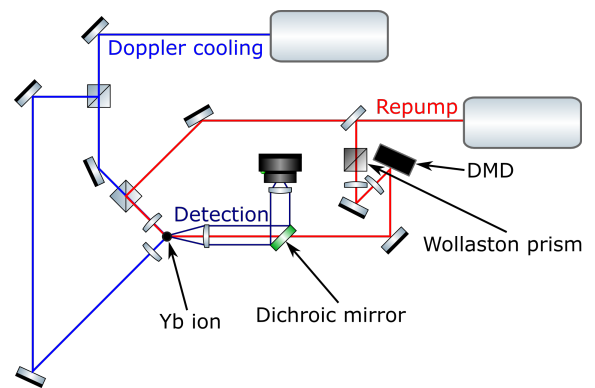 Doppler cooling
Repump
DMD
Detection
Wollaston prism
Yb ion
Dichroic mirror